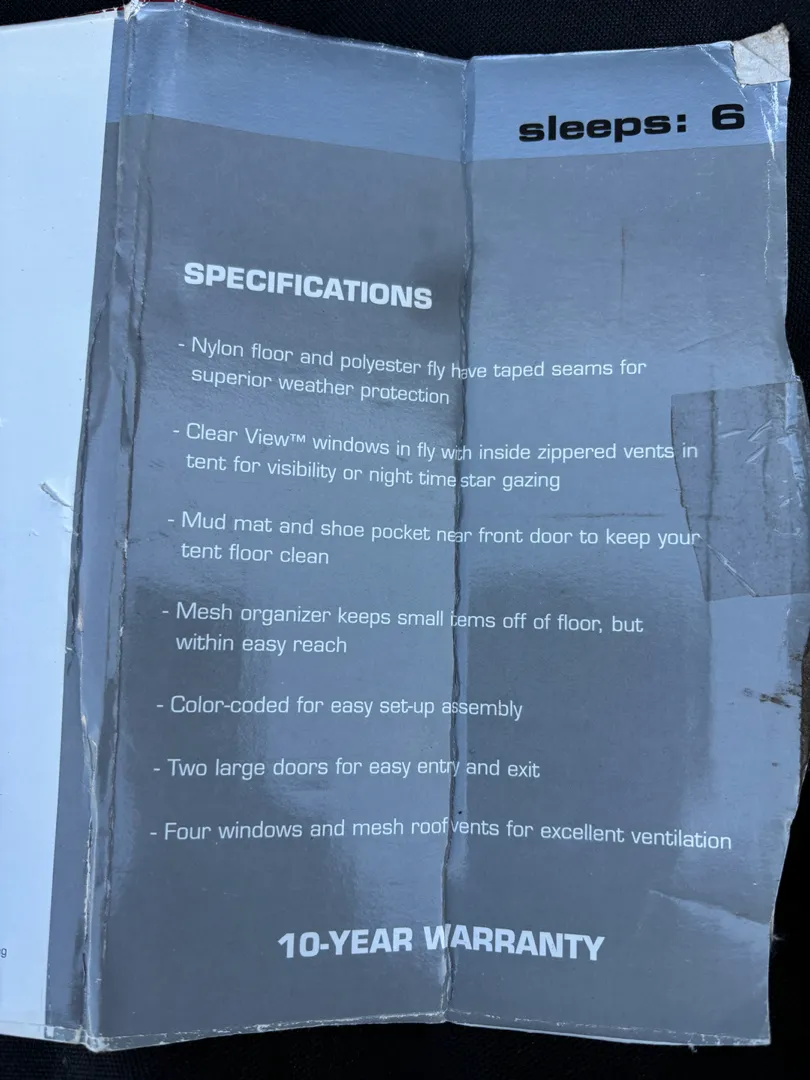 sleeps: 6
SPECIFICATIONS
- Nylon floor and polyester fly have taped seams for
superior weather protection
- Clear View™ windows in fly with inside zippered vents in
tent for visibility or night time star gazing
- Mud mat and shoe pocket near front door to keep your
tent floor clean
- Mesh organizer keeps small items off of floor, but
within easy reach
- Color-coded for easy set-up assembly
- Two large doors for easy entry and exit
- Four windows and mesh roof vents for excellent ventilation
10-YEAR WARRANTY